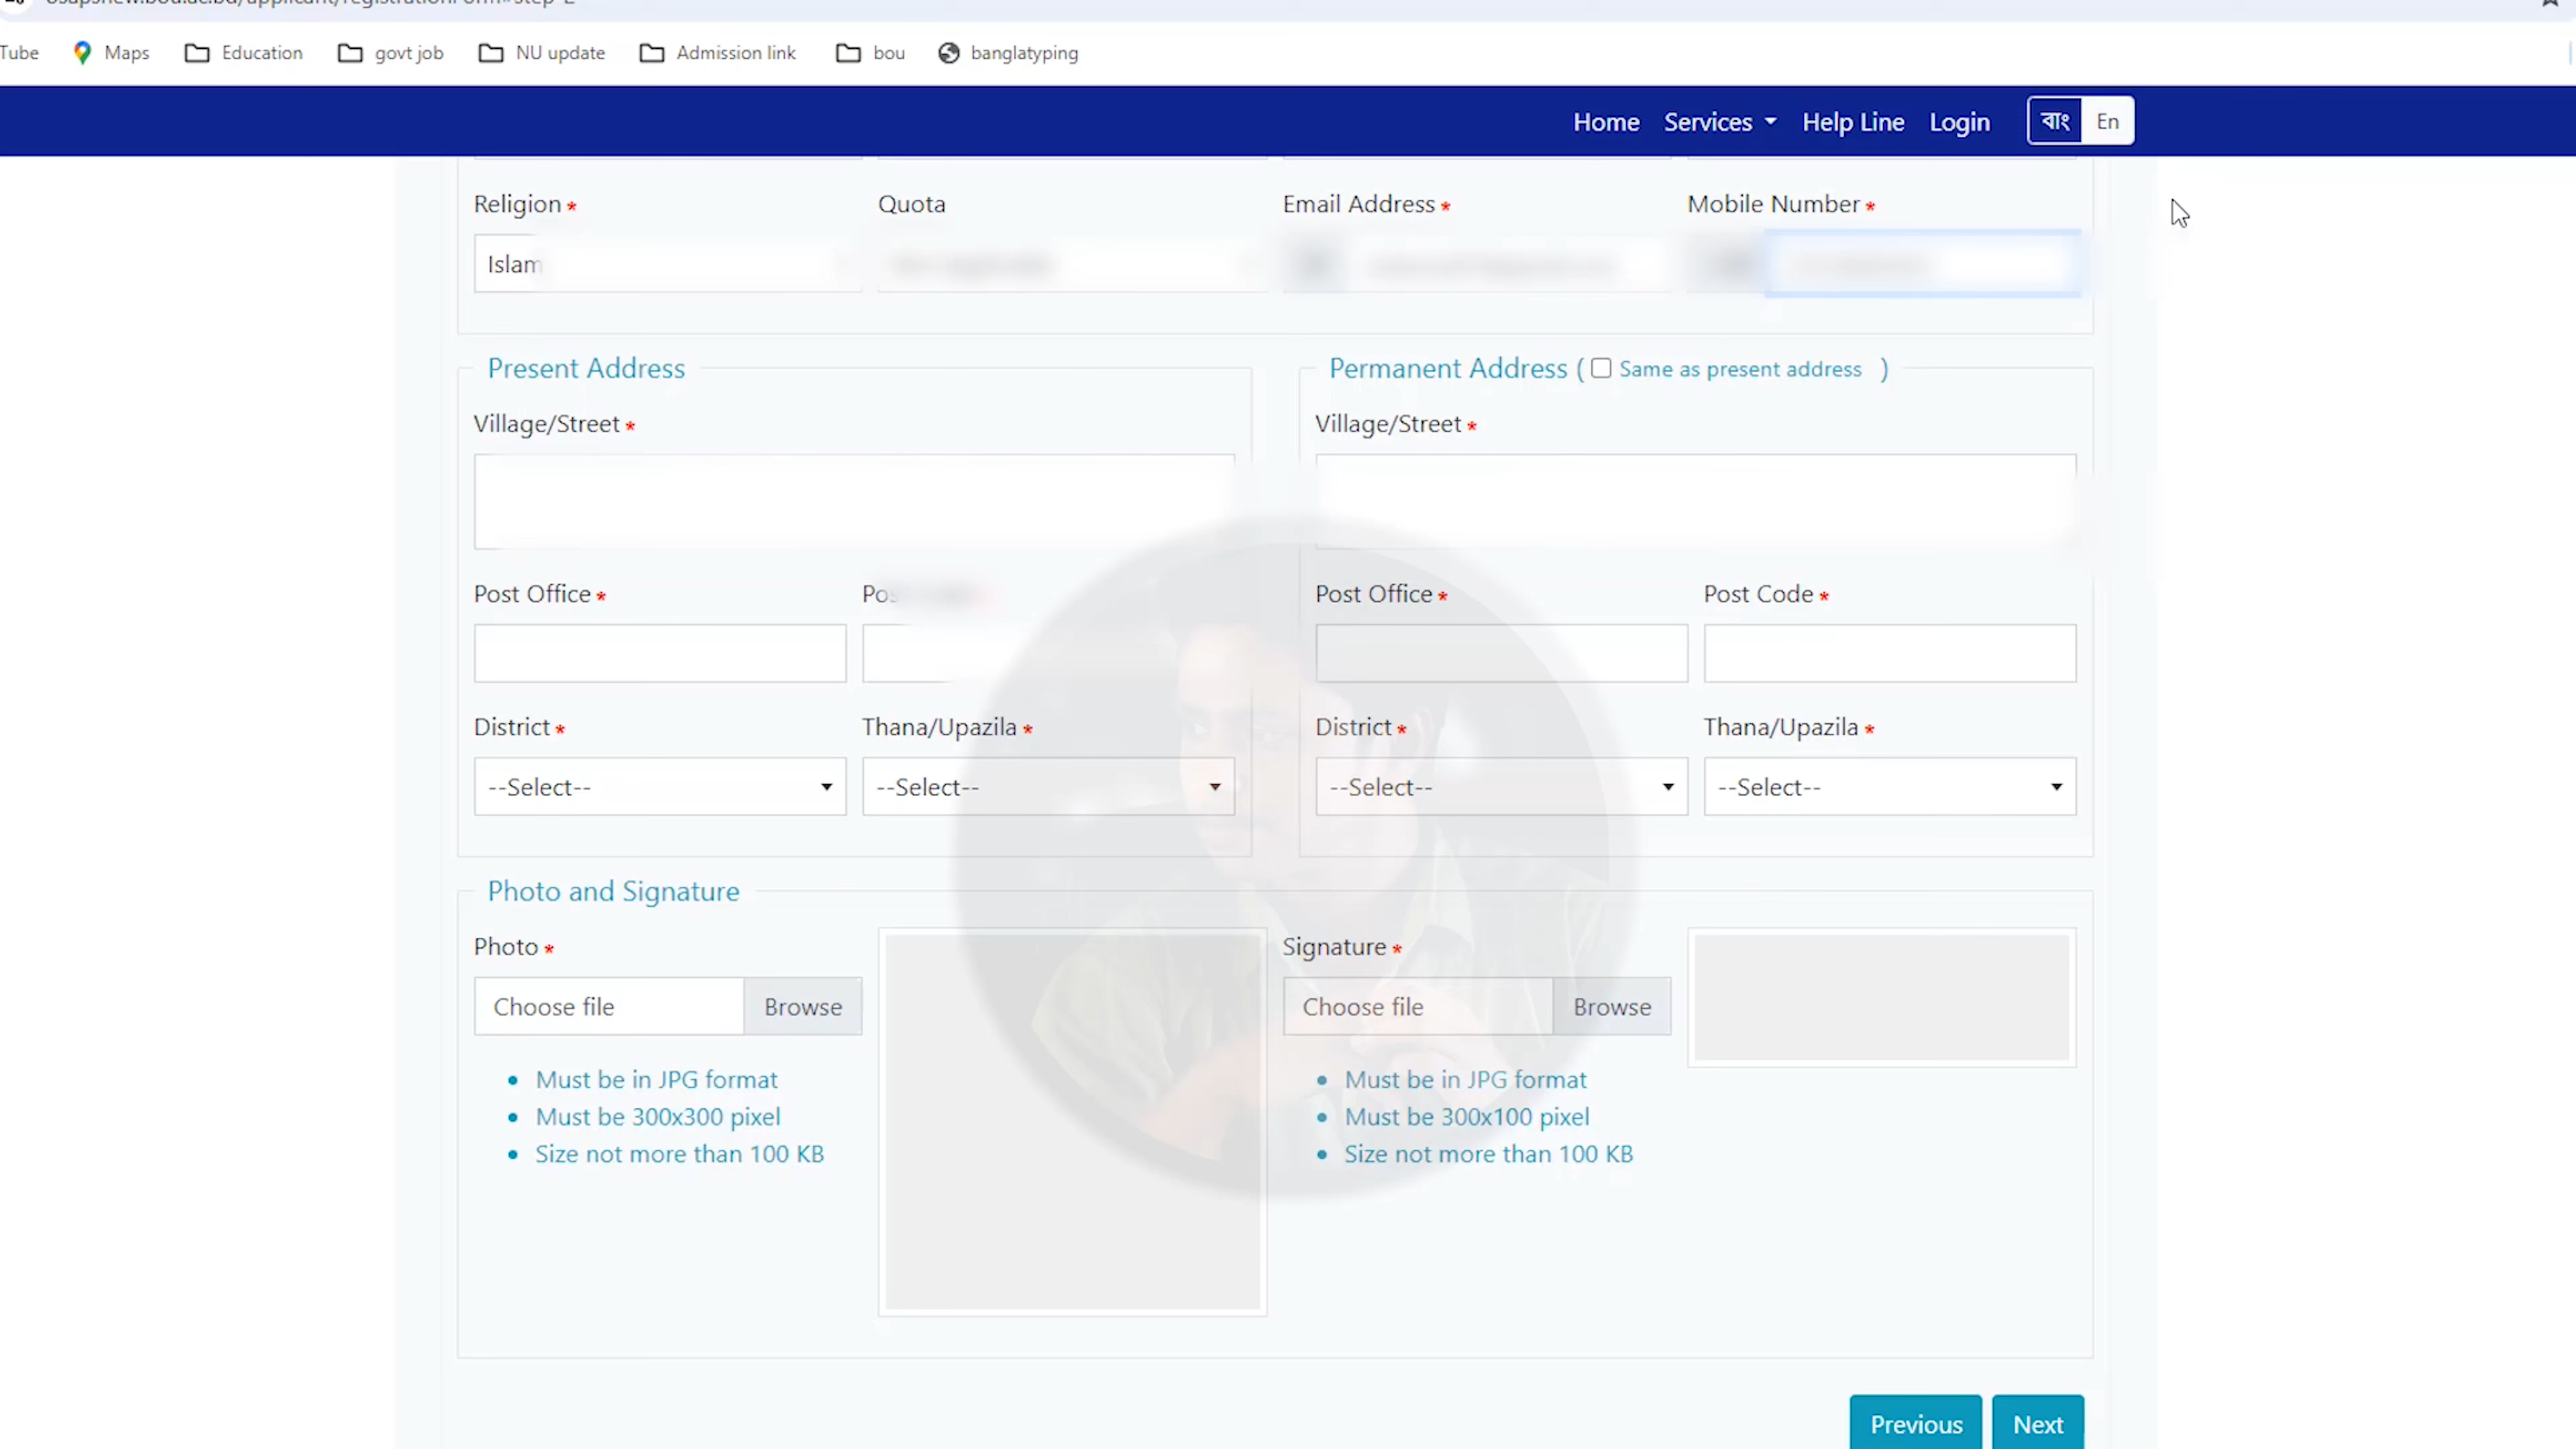 Tube Maps Education govt job NU update Admission link bou banglatyping
Home Services Help Line Login বাং En
Religion * Quota Email Address * Mobile Number *
Islam
Present Address
Permanent Address ( Same as present address )
Village/Street *
Village/Street *
Post Office *
Post Office * Post Code *
District * Thana/Upazila *
District * Thana/Upazila *
--Select-- --Select--
--Select-- --Select--
Photo and Signature
Photo *
Choose file Browse
Must be in JPG format
Must be 300x300 pixel
Size not more than 100 KB
Signature *
Choose file Browse
Must be in JPG format
Must be 300x100 pixel
Size not more than 100 KB
Previous Next